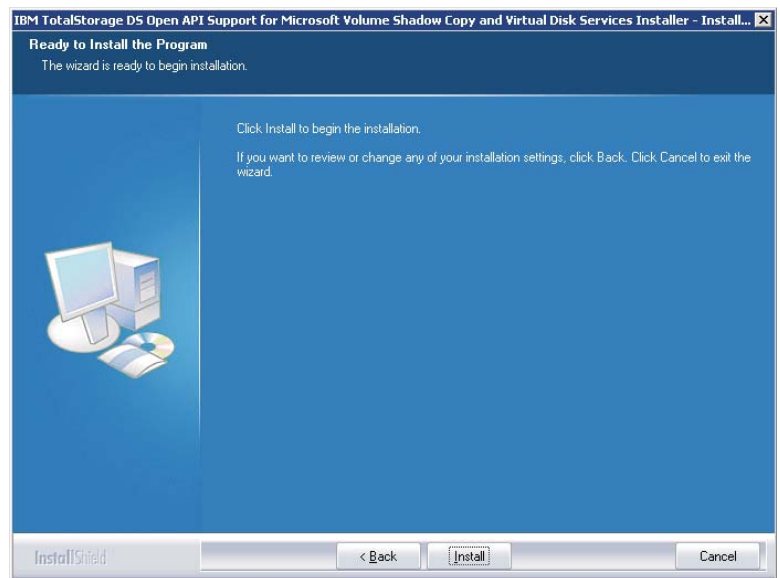 IBM TotalStorage DS Open API Support for Microsoft Volume Shadow Copy and Virtual Disk Services Installer - Install...
Ready to Install the Program
The wizard is ready to begin installation.
Click Install to begin the installation.
If you want to review or change any of your installation settings, click Back. Click Cancel to exit the
wizard.
InstallShield
< Back
Install
Cancel